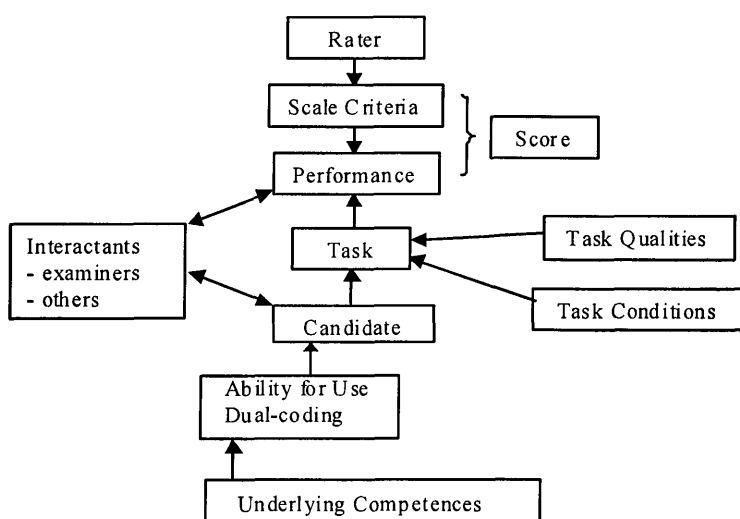 Rater
Scale Criteria
Score
Performance
Interactants
- examiners
- others
Task
Task Qualities
Task Conditions
Candidate
Ability for Use
Dual-coding
Underlying Competences